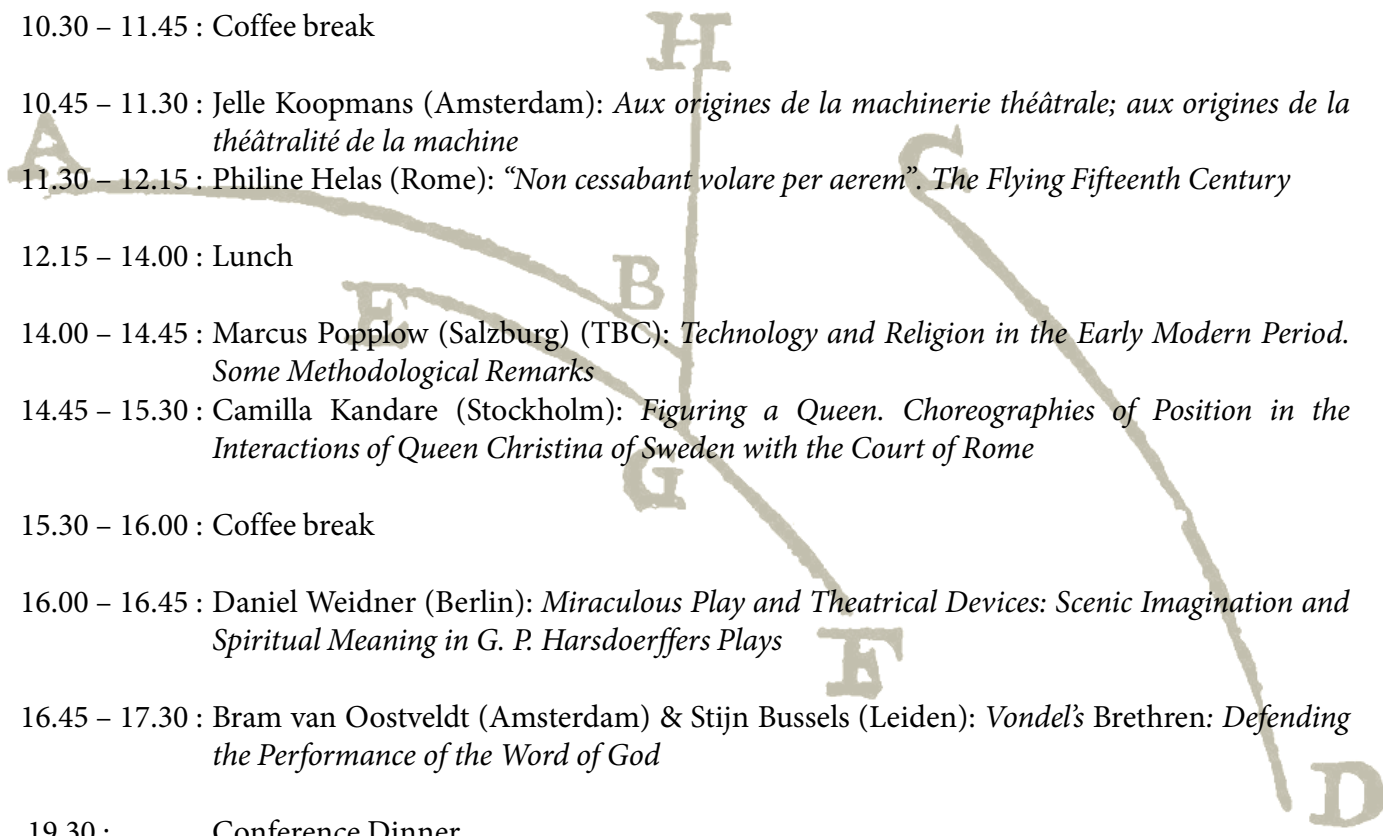 10.30 – 11.45 : Coffee break
H
10.45 – 11.30 : Jelle Koopmans (Amsterdam): Aux origines de la machinerie théâtrale; aux origines de la
théâtralité de la machine
A
C
11.30 – 12.15 : Philine Helas (Rome): “Non cessabant volare per aerem”. The Flying Fifteenth Century
12.15 – 14.00 : Lunch
B
E
14.00 – 14.45 : Marcus Popplow (Salzburg) (TBC): Technology and Religion in the Early Modern Period.
Some Methodological Remarks
14.45 – 15.30 : Camilla Kandare (Stockholm): Figuring a Queen. Choreographies of Position in the
Interactions of Queen Christina of Sweden with the Court of Rome
G
15.30 – 16.00 : Coffee break
16.00 – 16.45 : Daniel Weidner (Berlin): Miraculous Play and Theatrical Devices: Scenic Imagination and
Spiritual Meaning in G. P. Harsdoerffers Plays
F
16.45 – 17.30 : Bram van Oostveldt (Amsterdam) & Stijn Bussels (Leiden): Vondel’s Brethren: Defending
the Performance of the Word of God
D
19.30 : Conference Dinner